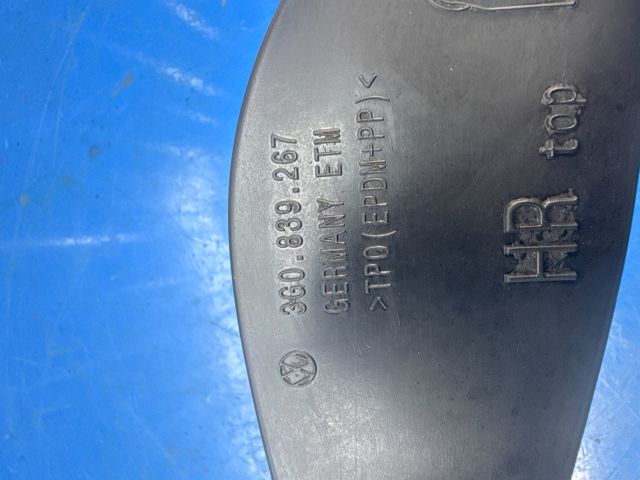 3G0.839.267
GERMANY ETM
>TPO(EPDM+PP)<
HR top